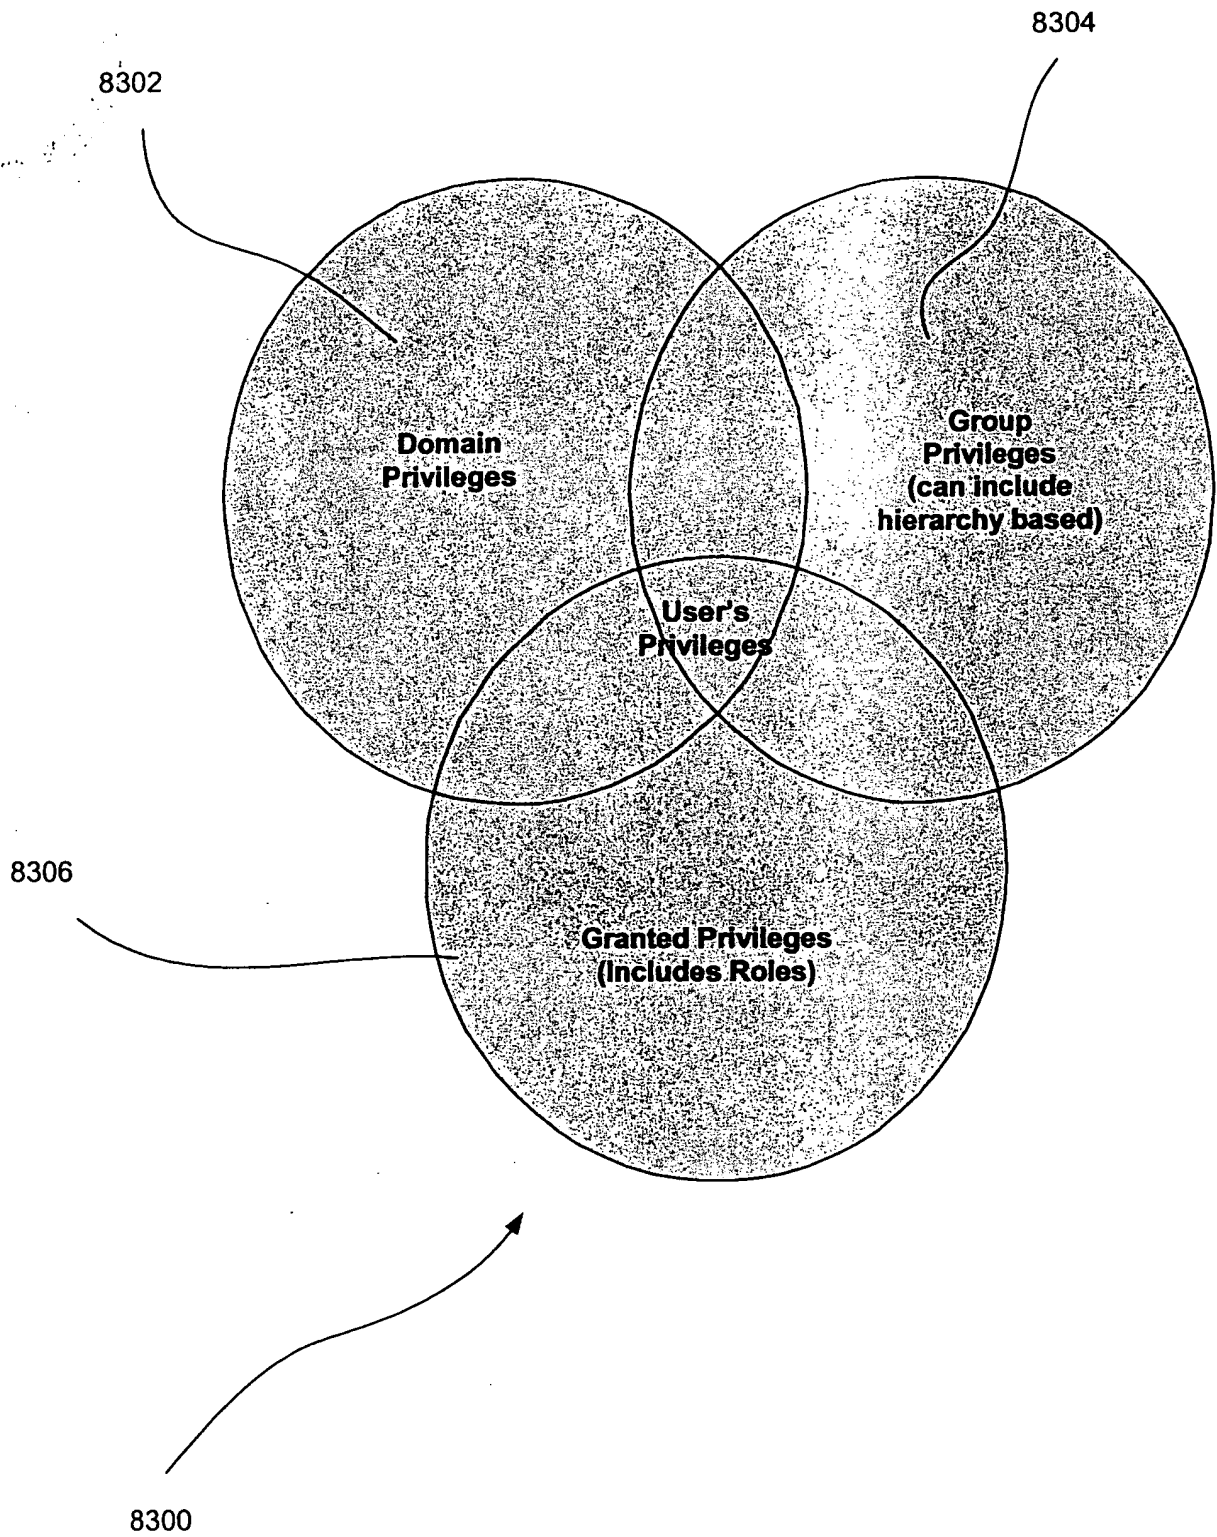 8304
8302
Domain
Privileges
Group
Privileges
(can include
hierarchy based)
User's
Privileges
8306
Granted Privileges
(Includes Roles)
8300